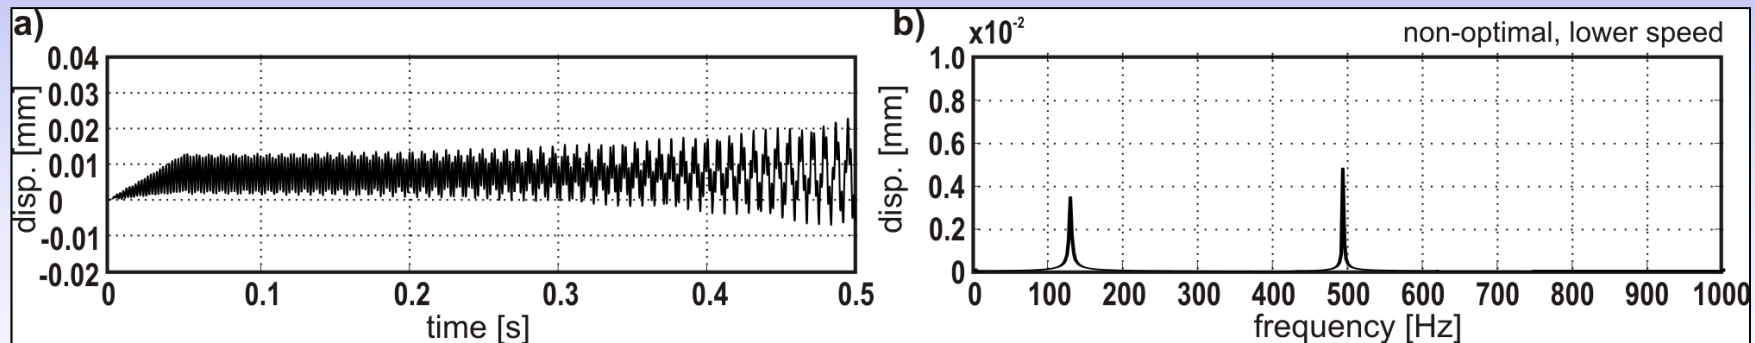 a)
0.04
0.03
0.02
0.01
0
-0.01
-0.02
disp. [mm]
0 0.1 0.2 0.3 0.4 0.5
time [s]
b)
x10-2
non-optimal, lower speed
1.0
0.8
0.6
0.4
0.2
0
disp. [mm]
0 100 200 300 400 500 600 700 800 900 1000
frequency [Hz]